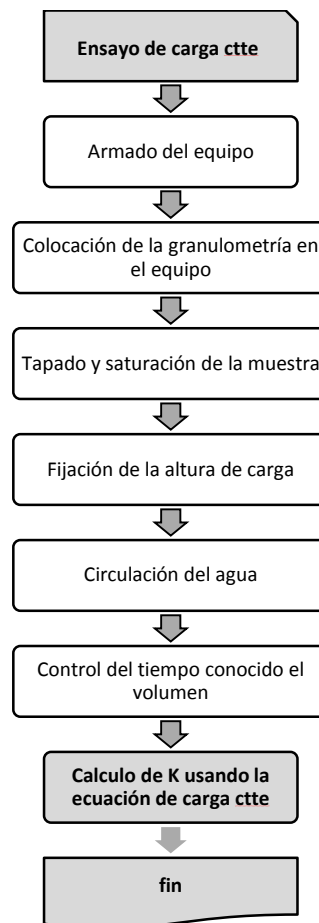 Ensayo de carga ctte
Armado del equipo
Colocación de la granulometría en
el equipo
Tapado y saturación de la muestra
Fijación de la altura de carga
Circulación del agua
Control del tiempo conocido el
volumen
Calculo de K usando la
ecuación de carga ctte
fin